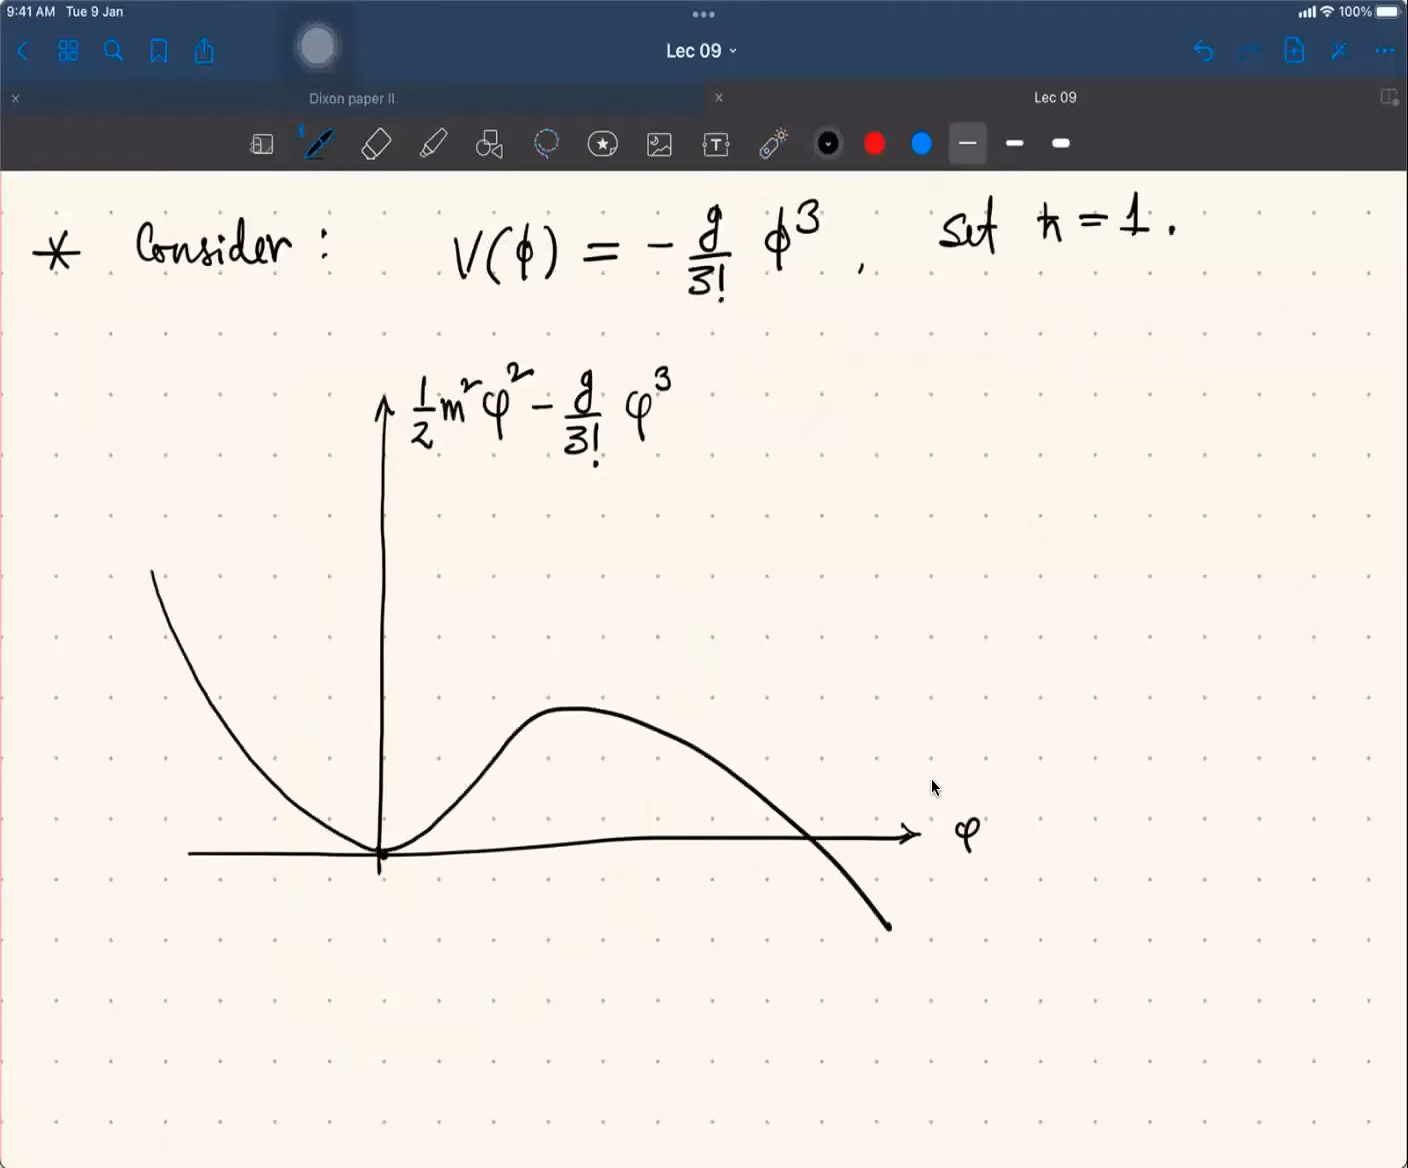 9:41 AM Tue 9 Jan 100%
Lec 09
Dixon paper II Lec 09
* Consider : V(ϕ) = - g/3! ϕ³ , Set ħ = 1.
1/2 m² φ² - g/3! φ³
φ